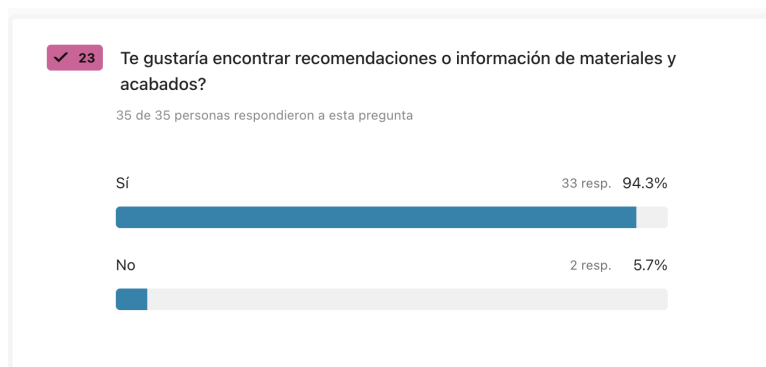 23 Te gustaría encontrar recomendaciones o información de materiales y
acabados?
35 de 35 personas respondieron a esta pregunta
Sí 33 resp. 94.3%
No 2 resp. 5.7%